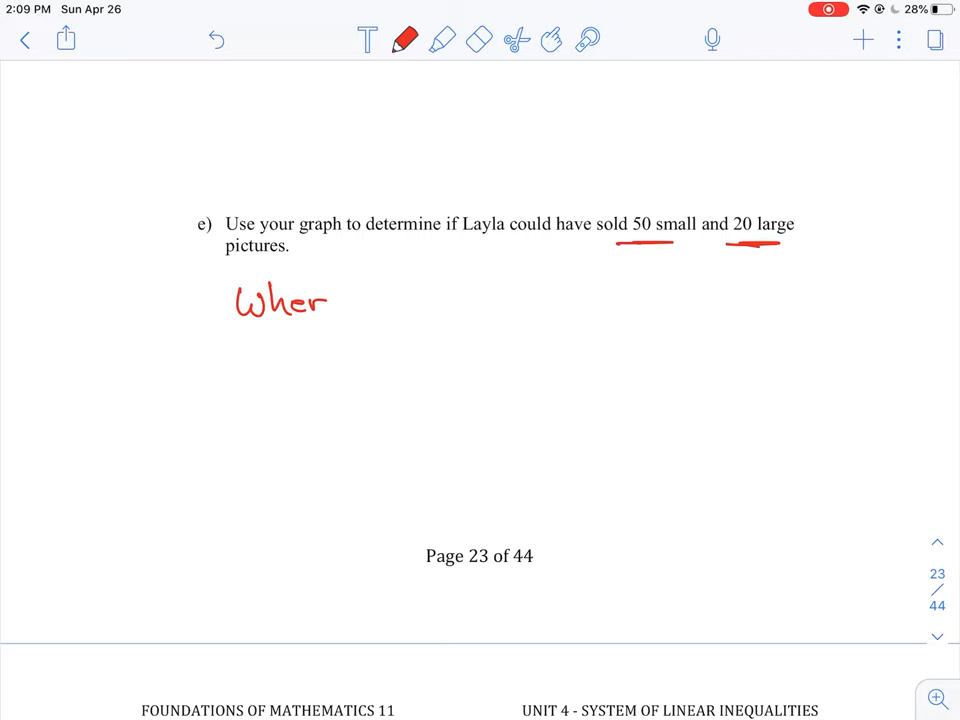 2:09 PM Sun Apr 26 28%
T
e) Use your graph to determine if Layla could have sold 50 small and 20 large
pictures.
Wher
Page 23 of 44
23
/
44
FOUNDATIONS OF MATHEMATICS 11 UNIT 4 - SYSTEM OF LINEAR INEQUALITIES